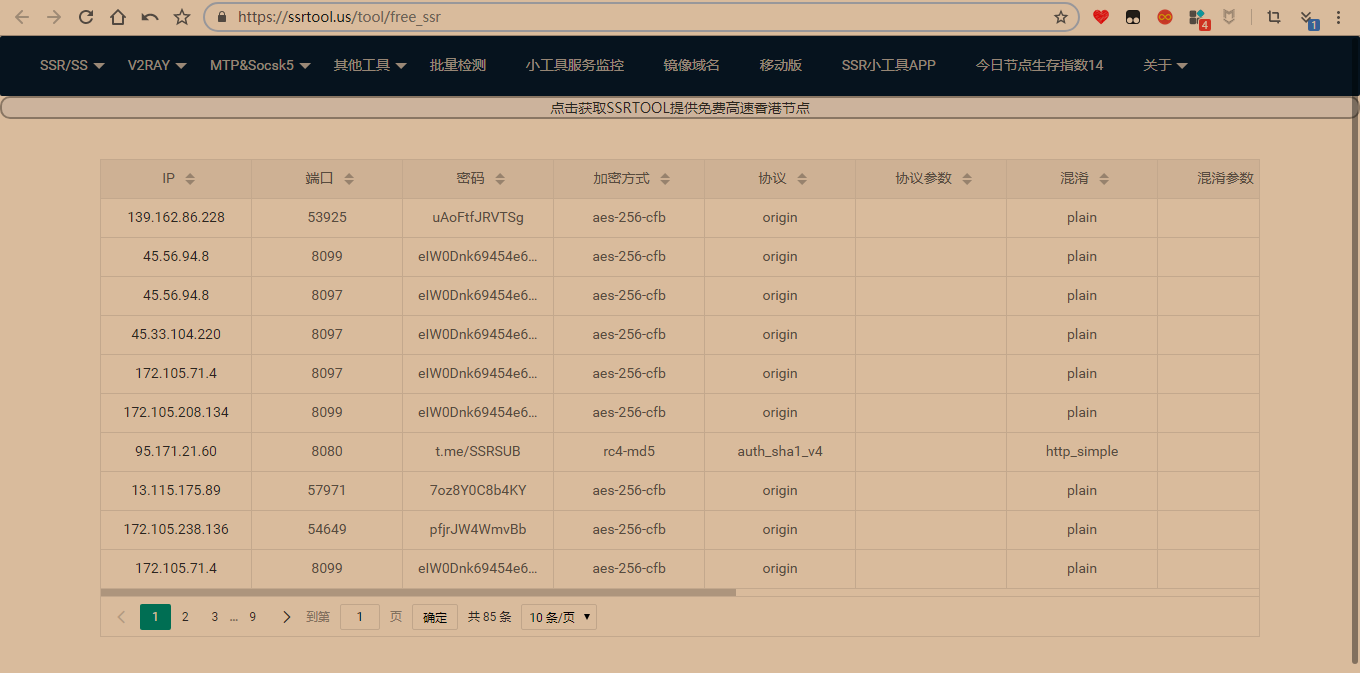 https://ssrtool.us/tool/free_ssr
4
1
SSR/SS V2RAY MTP&Socsk5 其他工具 批量检测 小工具服务监控 镜像域名 移动版 SSR小工具APP 今日节点生存指数14 关于
点击获取SSRTOOL提供免费高速香港节点
IP 端口 密码 加密方式 协议 协议参数 混淆 混淆参数
139.162.86.228 53925 uAoFtfJRVTSg aes-256-cfb origin plain
45.56.94.8 8099 eIW0Dnk69454e6... aes-256-cfb origin plain
45.56.94.8 8097 eIW0Dnk69454e6... aes-256-cfb origin plain
45.33.104.220 8097 eIW0Dnk69454e6... aes-256-cfb origin plain
172.105.71.4 8097 eIW0Dnk69454e6... aes-256-cfb origin plain
172.105.208.134 8099 eIW0Dnk69454e6... aes-256-cfb origin plain
95.171.21.60 8080 t.me/SSRSUB rc4-md5 auth_sha1_v4 http_simple
13.115.175.89 57971 7oz8Y0C8b4KY aes-256-cfb origin plain
172.105.238.136 54649 pfjrJW4WmvBb aes-256-cfb origin plain
172.105.71.4 8099 eIW0Dnk69454e6... aes-256-cfb origin plain
1 2 3 ... 9 到第 1 页 确定 共 85 条 10 条/页